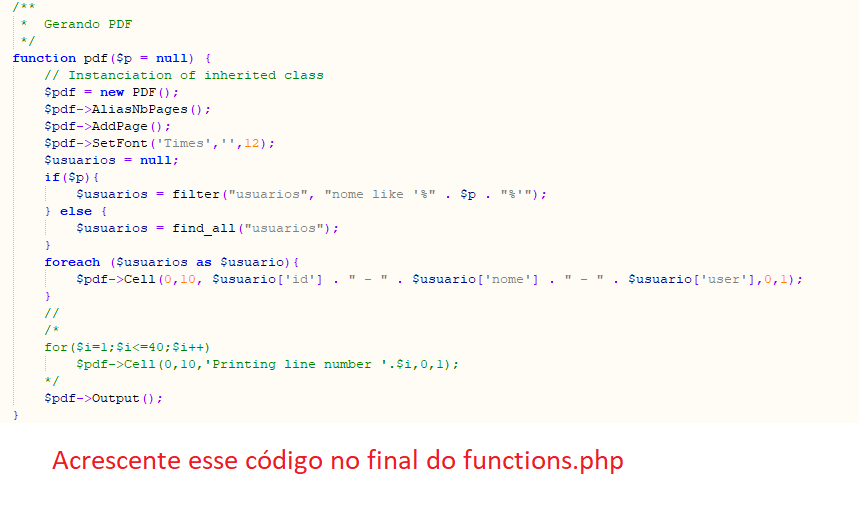 /**
 *  Gerando PDF
 */
function pdf($p = null) {
    // Instanciation of inherited class
    $pdf = new PDF();
    $pdf->AliasNbPages();
    $pdf->AddPage();
    $pdf->SetFont('Times','',12);
    $usuarios = null;
    if($p){
        $usuarios = filter("usuarios", "nome like '%" . $p . "%'");
    } else {
        $usuarios = find_all("usuarios");
    }
    foreach ($usuarios as $usuario){
        $pdf->Cell(0,10, $usuario['id'] . " - " . $usuario['nome'] . " - " . $usuario['user'],0,1);
    }
    //
    /*
    for($i=1;$i<=40;$i++)
        $pdf->Cell(0,10,'Printing line number '.$i,0,1);
    */
    $pdf->Output();
}
Acrescente esse código no final do functions.php